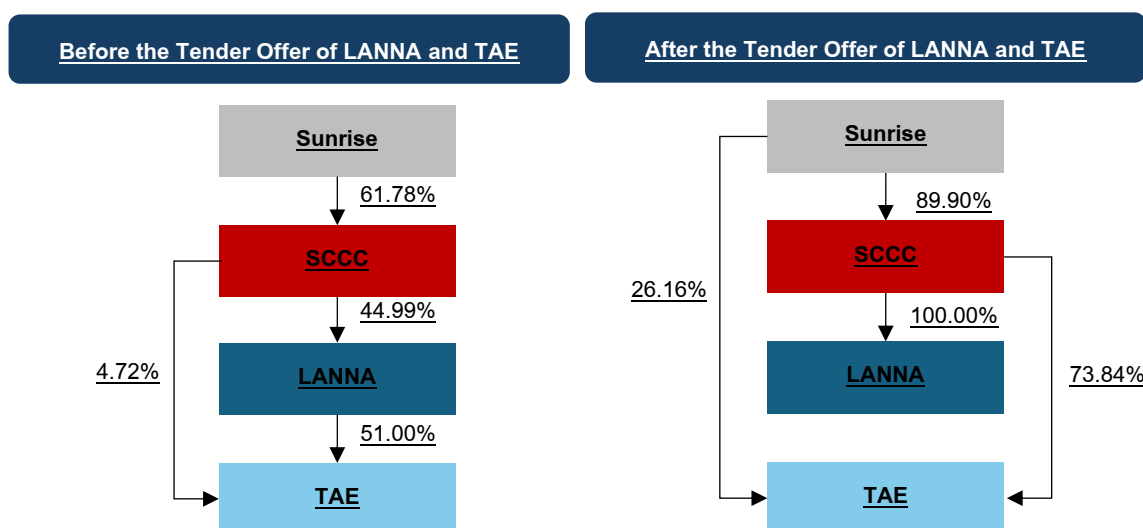 Before the Tender Offer of LANNA and TAE
Sunrise
61.78%
SCCC
44.99%
4.72%
LANNA
51.00%
TAE
After the Tender Offer of LANNA and TAE
Sunrise
89.90%
SCCC
26.16%
100.00%
LANNA
73.84%
TAE